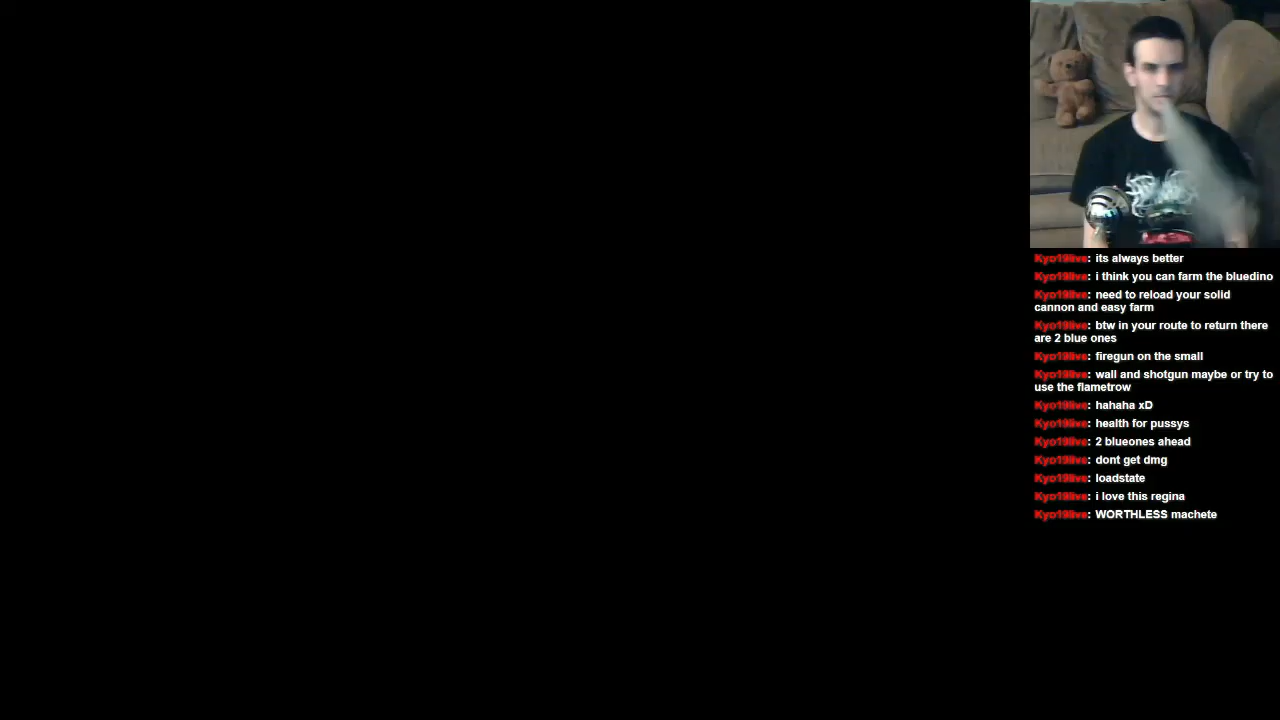 Kyo19live: its always better
Kyo19live: i think you can farm the bluedino
Kyo19live: need to reload your solid
cannon and easy farm
Kyo19live: btw in your route to return there
are 2 blue ones
Kyo19live: firegun on the small
Kyo19live: wall and shotgun maybe or try to
use the flametrow
Kyo19live: hahaha xD
Kyo19live: health for pussys
Kyo19live: 2 blueones ahead
Kyo19live: dont get dmg
Kyo19live: loadstate
Kyo19live: i love this regina
Kyo19live: WORTHLESS machete